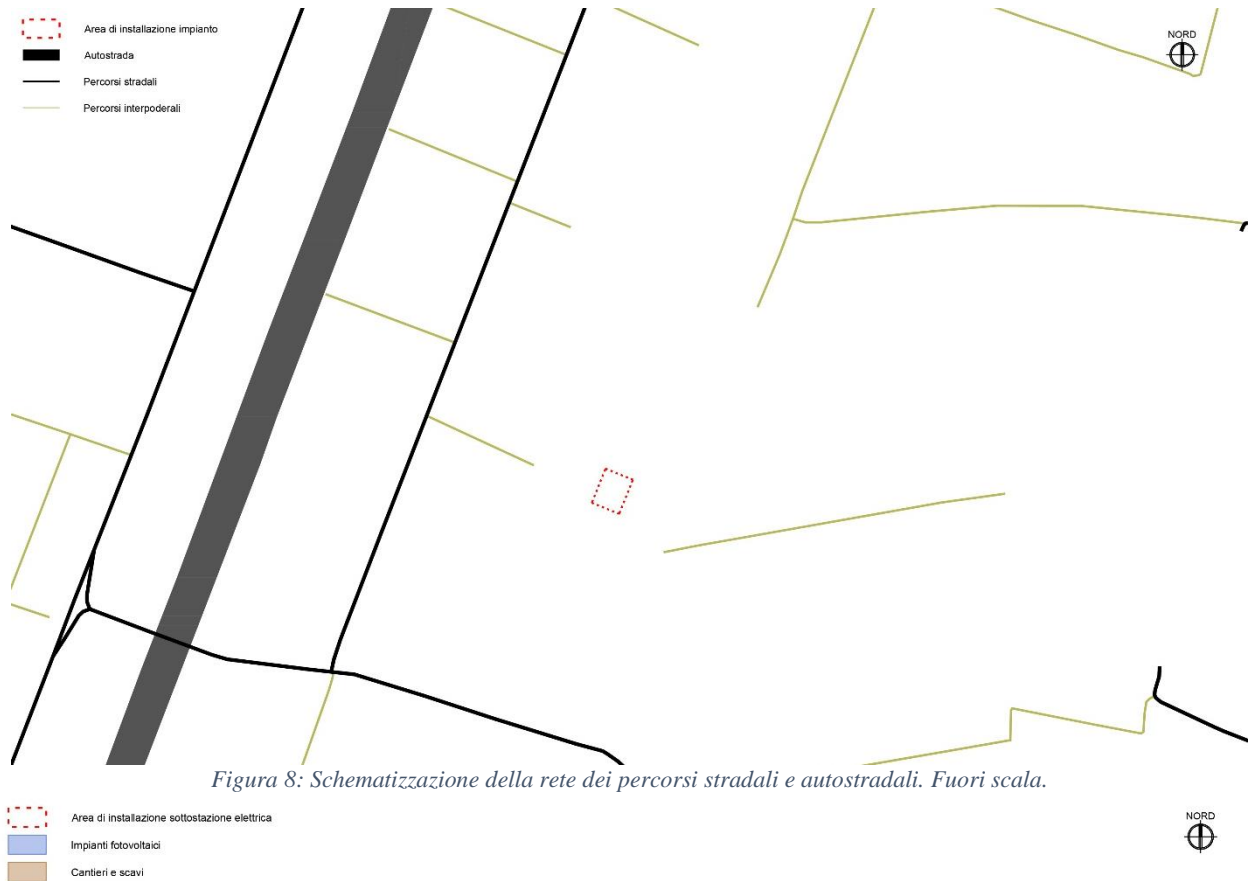 Area di installazione impianto
Autostrada
Percorsi stradali
Percorsi interpoderali
NORD
Figura 8: Schematizzazione della rete dei percorsi stradali e autostradali. Fuori scala.
Area di installazione sottostazione elettrica
Impianti fotovoltaici
Cantieri e scavi
NORD